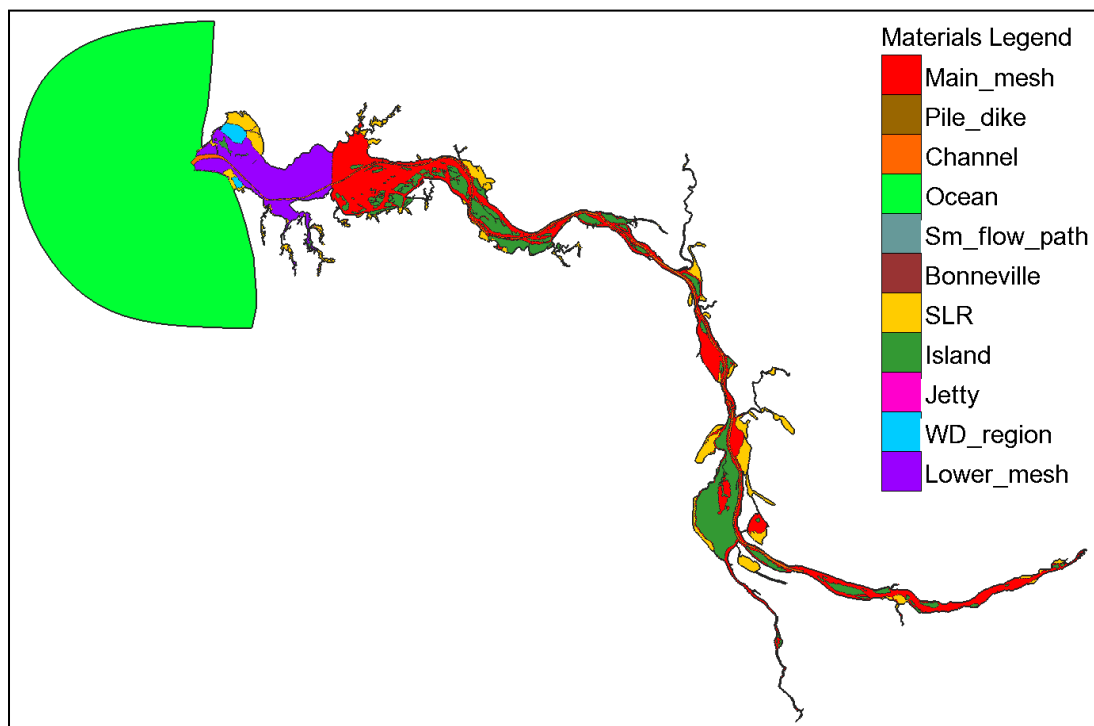 Materials Legend
Main_mesh
Pile_dike
Channel
Ocean
Sm_flow_path
Bonneville
SLR
Island
Jetty
WD_region
Lower_mesh